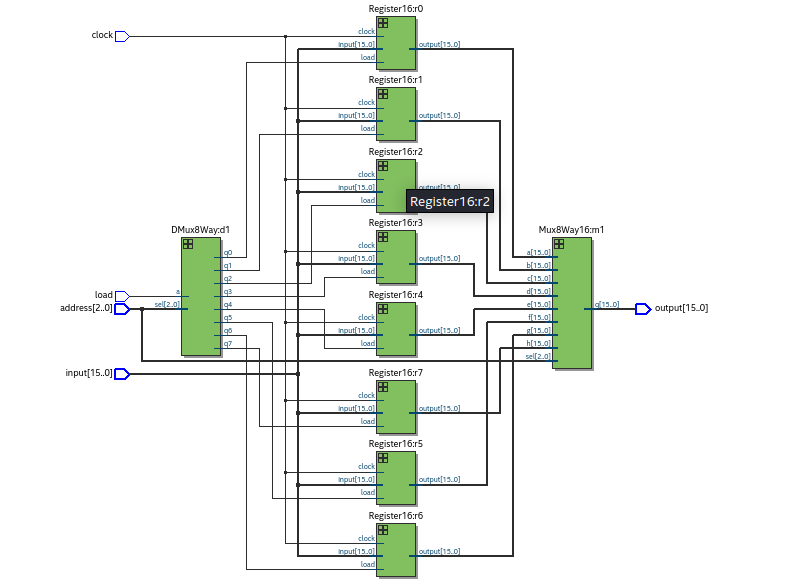 Register16:r0
clock
clock
input[15..0]
output[15..0]
load
Register16:r1
clock
input[15..0]
output[15..0]
load
Register16:r2
clock
input[15..0]
load
Register16:r2
Register16:r3
clock
input[15..0]
output[15..0]
load
DMux8Way:d1
q0
q1
q2
q3
q4
q5
q6
q7
load
a
address[2..0]
sel[2..0]
input[15..0]
Mux8Way16:m1
a[15..0]
b[15..0]
c[15..0]
d[15..0]
e[15..0]
f[15..0]
g[15..0]
h[15..0]
sel[2..0]
q[15..0]
output[15..0]
Register16:r4
clock
input[15..0]
output[15..0]
load
Register16:r7
clock
input[15..0]
output[15..0]
load
Register16:r5
clock
input[15..0]
output[15..0]
load
Register16:r6
clock
input[15..0]
output[15..0]
load